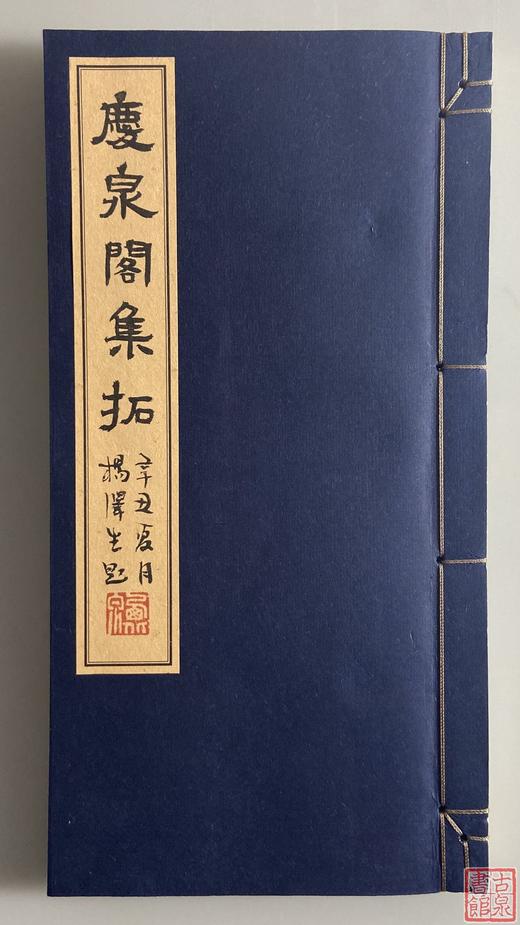 慶泉閣集拓
辛丑夏月
楊澤生題
古泉
書館